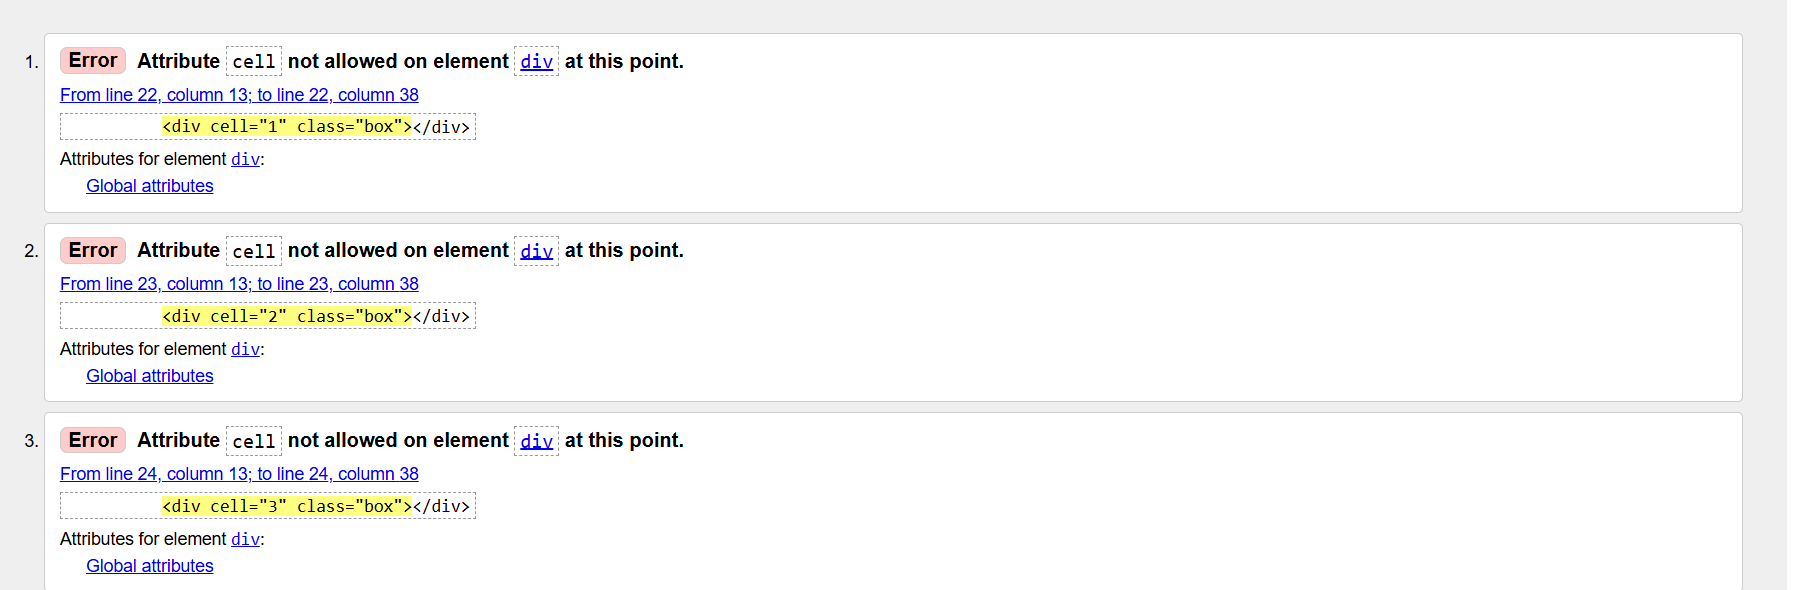 1. Error Attribute cell not allowed on element div at this point.
From line 22, column 13; to line 22, column 38
<div cell="1" class="box"></div>
Attributes for element div:
Global attributes
2. Error Attribute cell not allowed on element div at this point.
From line 23, column 13; to line 23, column 38
<div cell="2" class="box"></div>
Attributes for element div:
Global attributes
3. Error Attribute cell not allowed on element div at this point.
From line 24, column 13; to line 24, column 38
<div cell="3" class="box"></div>
Attributes for element div:
Global attributes